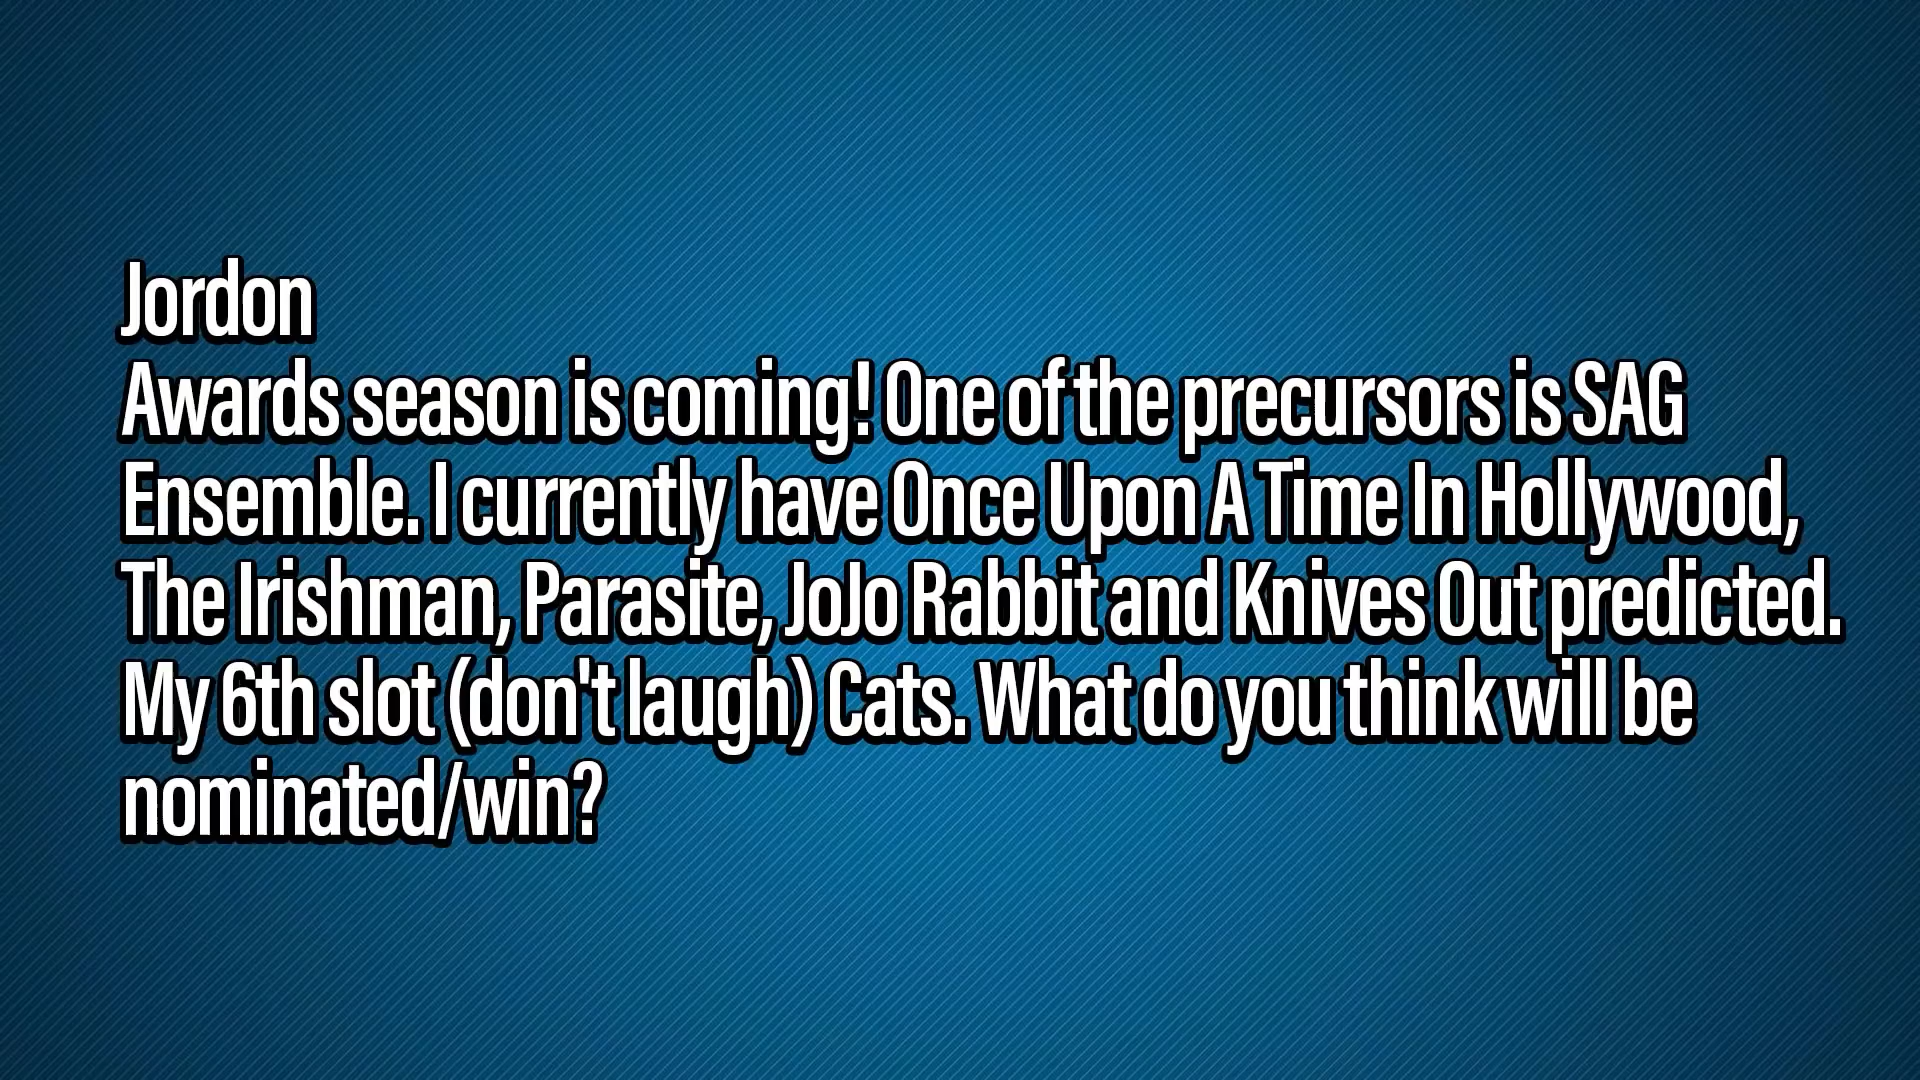 Jordon
Awards season is coming! One of the precursors is SAG
Ensemble. I currently have Once Upon A Time In Hollywood,
The Irishman, Parasite, JoJo Rabbit and Knives Out predicted.
My 6th slot (don't laugh) Cats. What do you think will be
nominated/win?